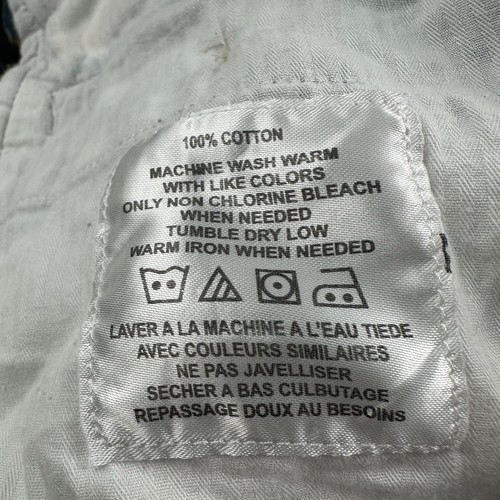 100% COTTON
MACHINE WASH WARM
WITH LIKE COLORS
ONLY NON CHLORINE BLEACH
WHEN NEEDED
TUMBLE DRY LOW
WARM IRON WHEN NEEDED
LAVER A LA MACHINE A L'EAU TIEDE
AVEC COULEURS SIMILAIRES
NE PAS JAVELLISER
SECHER A BAS CULBUTAGE
REPASSAGE DOUX AU BESOINS